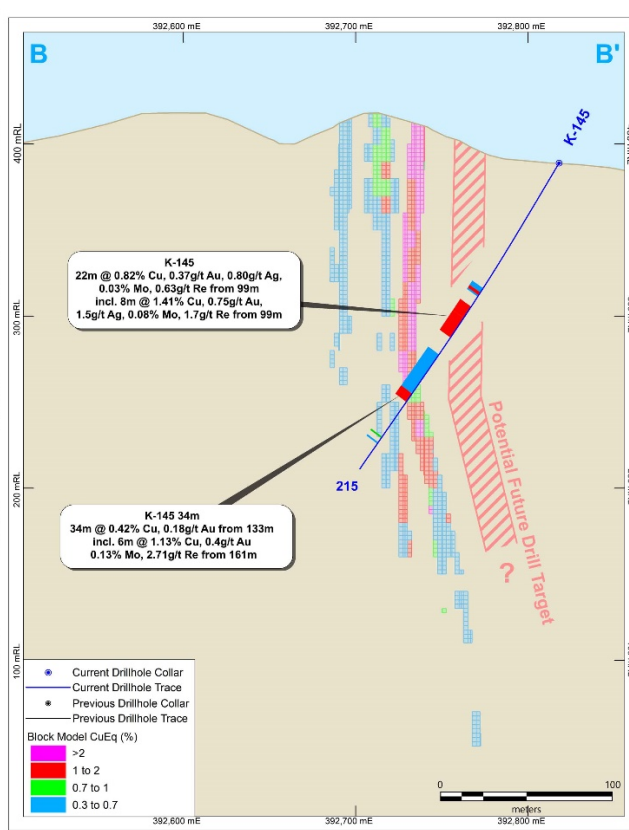 392,600 mE
392,700 mE
392,800 mE
B
B'
K-145
400 mRL
300 mRL
200 mRL
100 mRL
K-145
22m @ 0.82% Cu, 0.37g/t Au, 0.80g/t Ag,
0.03% Mo, 0.63g/t Re from 99m
incl. 8m @ 1.41% Cu, 0.75g/t Au,
1.5g/t Ag, 0.08% Mo, 1.7g/t Re from 99m
K-145 34m
34m @ 0.42% Cu, 0.18g/t Au from 133m
incl. 6m @ 1.13% Cu, 0.4g/t Au
0.13% Mo, 2.71g/t Re from 161m
215
Potential Future Drill Target
?
Current Drillhole Collar
Current Drillhole Trace
Previous Drillhole Collar
Previous Drillhole Trace
Block Model CuEq (%)
>2
1 to 2
0.7 to 1
0.3 to 0.7
0
100
meters
392,600 mE
392,700 mE
392,800 mE